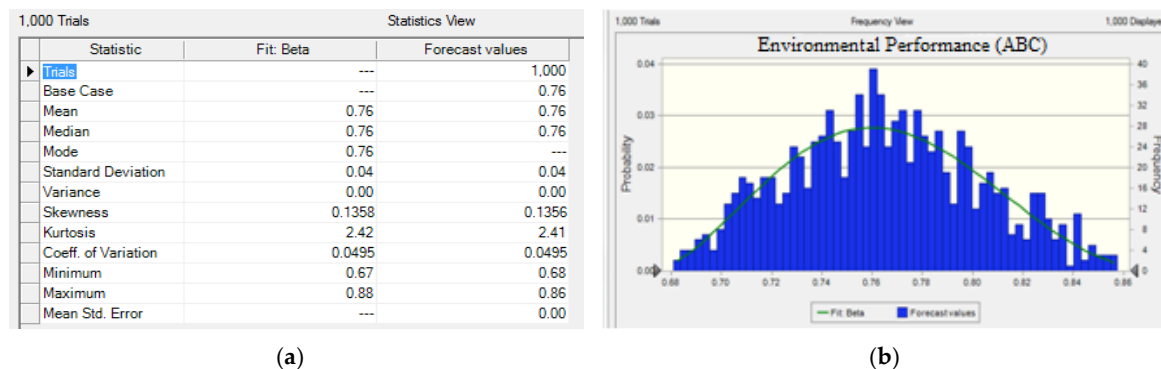 1,000 Trials Statistics View
Statistic Fit: Beta Forecast values
Trials --- 1,000
Base Case --- 0.76
Mean 0.76 0.76
Median 0.76 0.76
Mode 0.76 ---
Standard Deviation 0.04 0.04
Variance 0.00 0.00
Skewness 0.1358 0.1356
Kurtosis 2.42 2.41
Coeff. of Variation 0.0495 0.0495
Minimum 0.67 0.68
Maximum 0.88 0.86
Mean Std. Error --- 0.00
(a)
1,000 Trials Frequency View 1,000 Displaye
Environmental Performance (ABC)
0.04 40
36
0.03 32
28
24
0.02 20
16
0.01 12
8
4
0.00 0
Probability
Frequency
0.68 0.70 0.72 0.74 0.76 0.78 0.80 0.82 0.84 0.86
Fit: Beta Forecast values
(b)